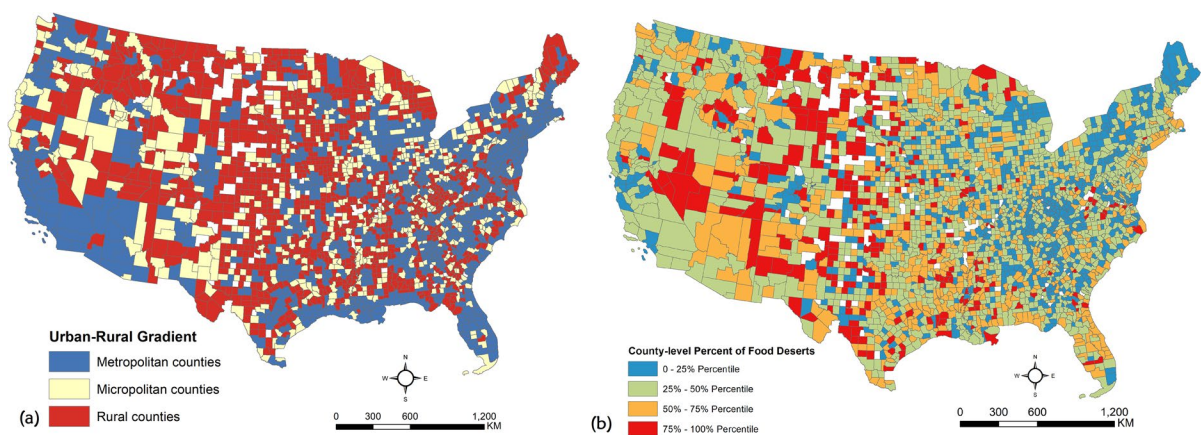 Urban-Rural Gradient
Metropolitan counties
Micropolitan counties
Rural counties
(a)
N
W E
S
0 300 600 1,200
KM
County-level Percent of Food Deserts
0 - 25% Percentile
25% - 50% Percentile
50% - 75% Percentile
75% - 100% Percentile
(b)
N
W E
S
0 300 600 1,200
KM